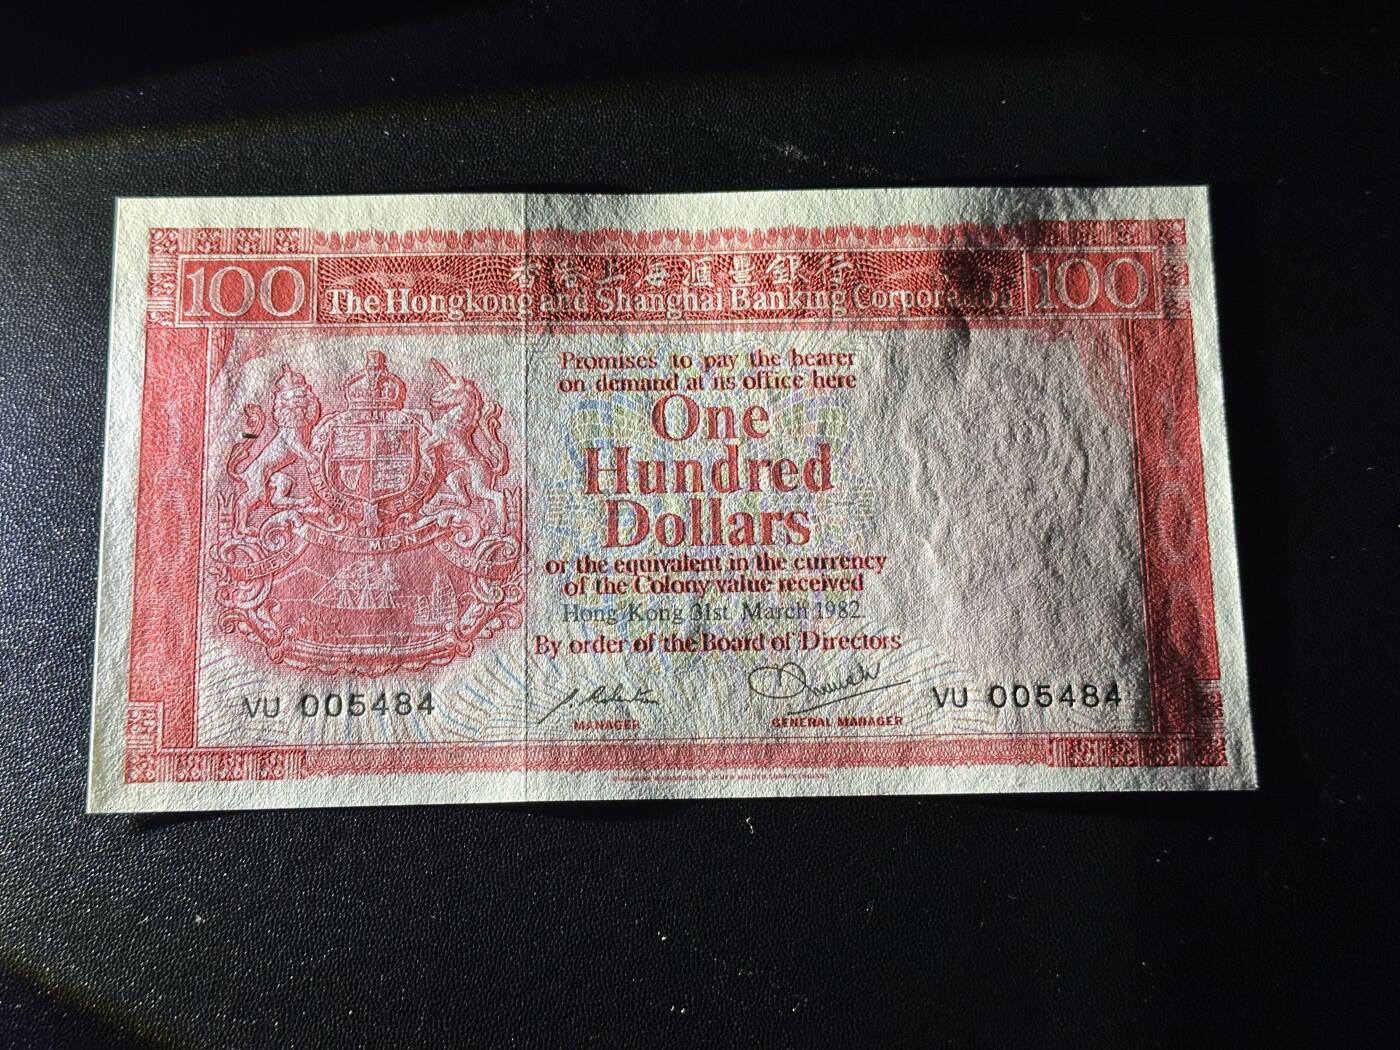 100 香港上海滙豐銀行 100
The Hongkong and Shanghai Banking Corporation
Promises to pay the bearer
on demand at its office here
One
Hundred
Dollars
or the equivalent in the currency
of the Colony value received
Hong Kong 31st March 1982
By order of the Board of Directors
VU 005484 VU 005484
MANAGER GENERAL MANAGER